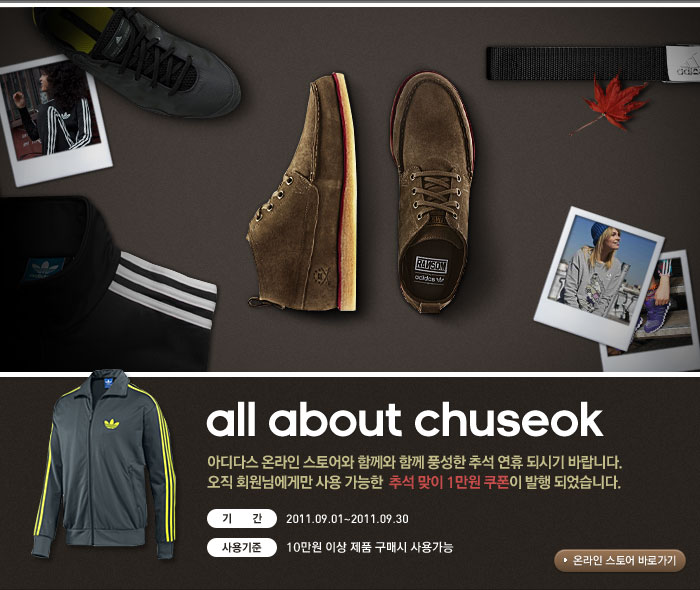 adidas
RANSOM
adidas
all about chuseok
아디다스 온라인 스토어와 함께와 함께 풍성한 추석 연휴 되시기 바랍니다.
오직 회원님에게만 사용 가능한 추석 맞이 1만원 쿠폰이 발행 되었습니다.
기 간 2011.09.01~2011.09.30
사용기준 10만원 이상 제품 구매시 사용가능
온라인 스토어 바로가기